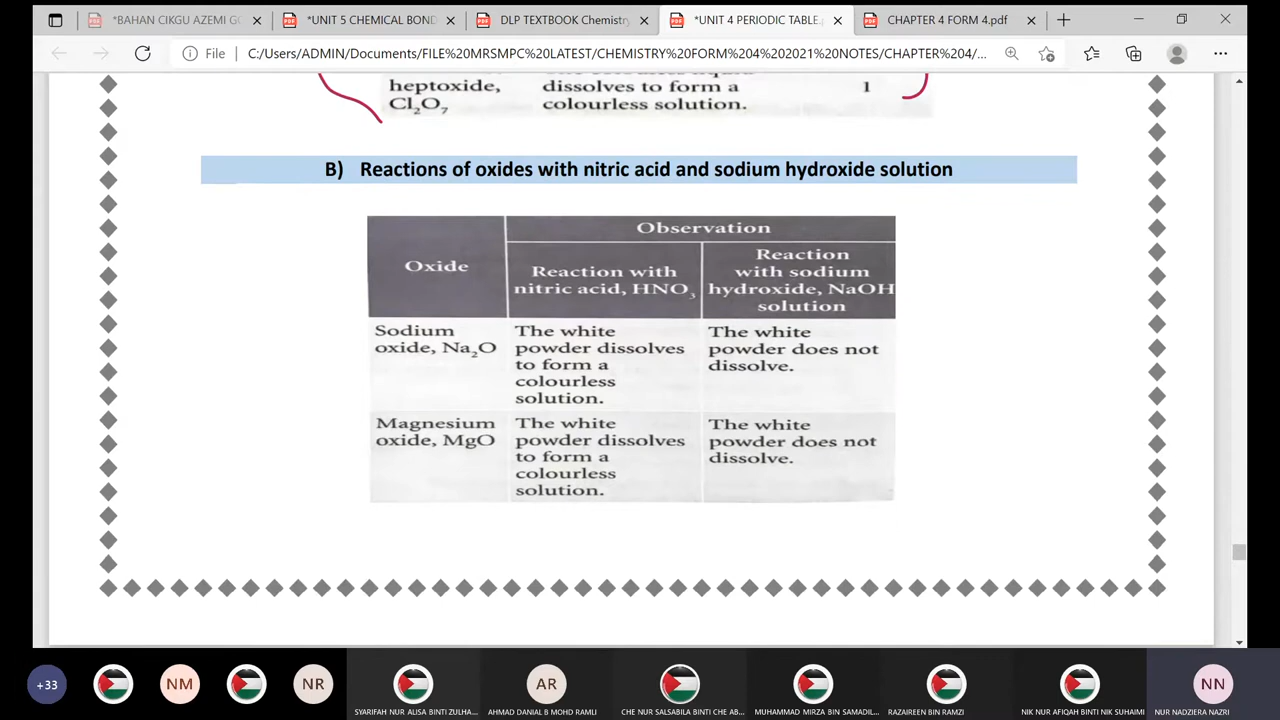 *BAHAN CIKGU AZEMI GO
*UNIT 5 CHEMICAL BOND
DLP TEXTBOOK Chemistry
*UNIT 4 PERIODIC TABLE.
CHAPTER 4 FORM 4.pdf
File
C:/Users/ADMIN/Documents/FILE%20MRSMPC%20LATEST/CHEMISTRY%20FORM%204%202021%20NOTES/CHAPTER%204/...
heptoxide, dissolves to form a 1
Cl₂O₇ colourless solution.
B) Reactions of oxides with nitric acid and sodium hydroxide solution
Oxide
Observation
Reaction with
nitric acid, HNO₃
Reaction
with sodium
hydroxide, NaOH
solution
Sodium
oxide, Na₂O
The white
powder dissolves
to form a
colourless
solution.
The white
powder does not
dissolve.
Magnesium
oxide, MgO
The white
powder dissolves
to form a
colourless
solution.
The white
powder does not
dissolve.
+33
NM
NR
AR
NN
SYARIFAH NUR ALISA BINTI ZULHA...
AHMAD DANIAL B MOHD RAMLI
CHE NUR SALSABILA BINTI CHE AB...
MUHAMMAD MIRZA BIN SAMADIL...
RAZAIREEN BIN RAMZI
NIK NUR AFIQAH BINTI NIK SUHAIMI
NUR NADZIERA NAZRI